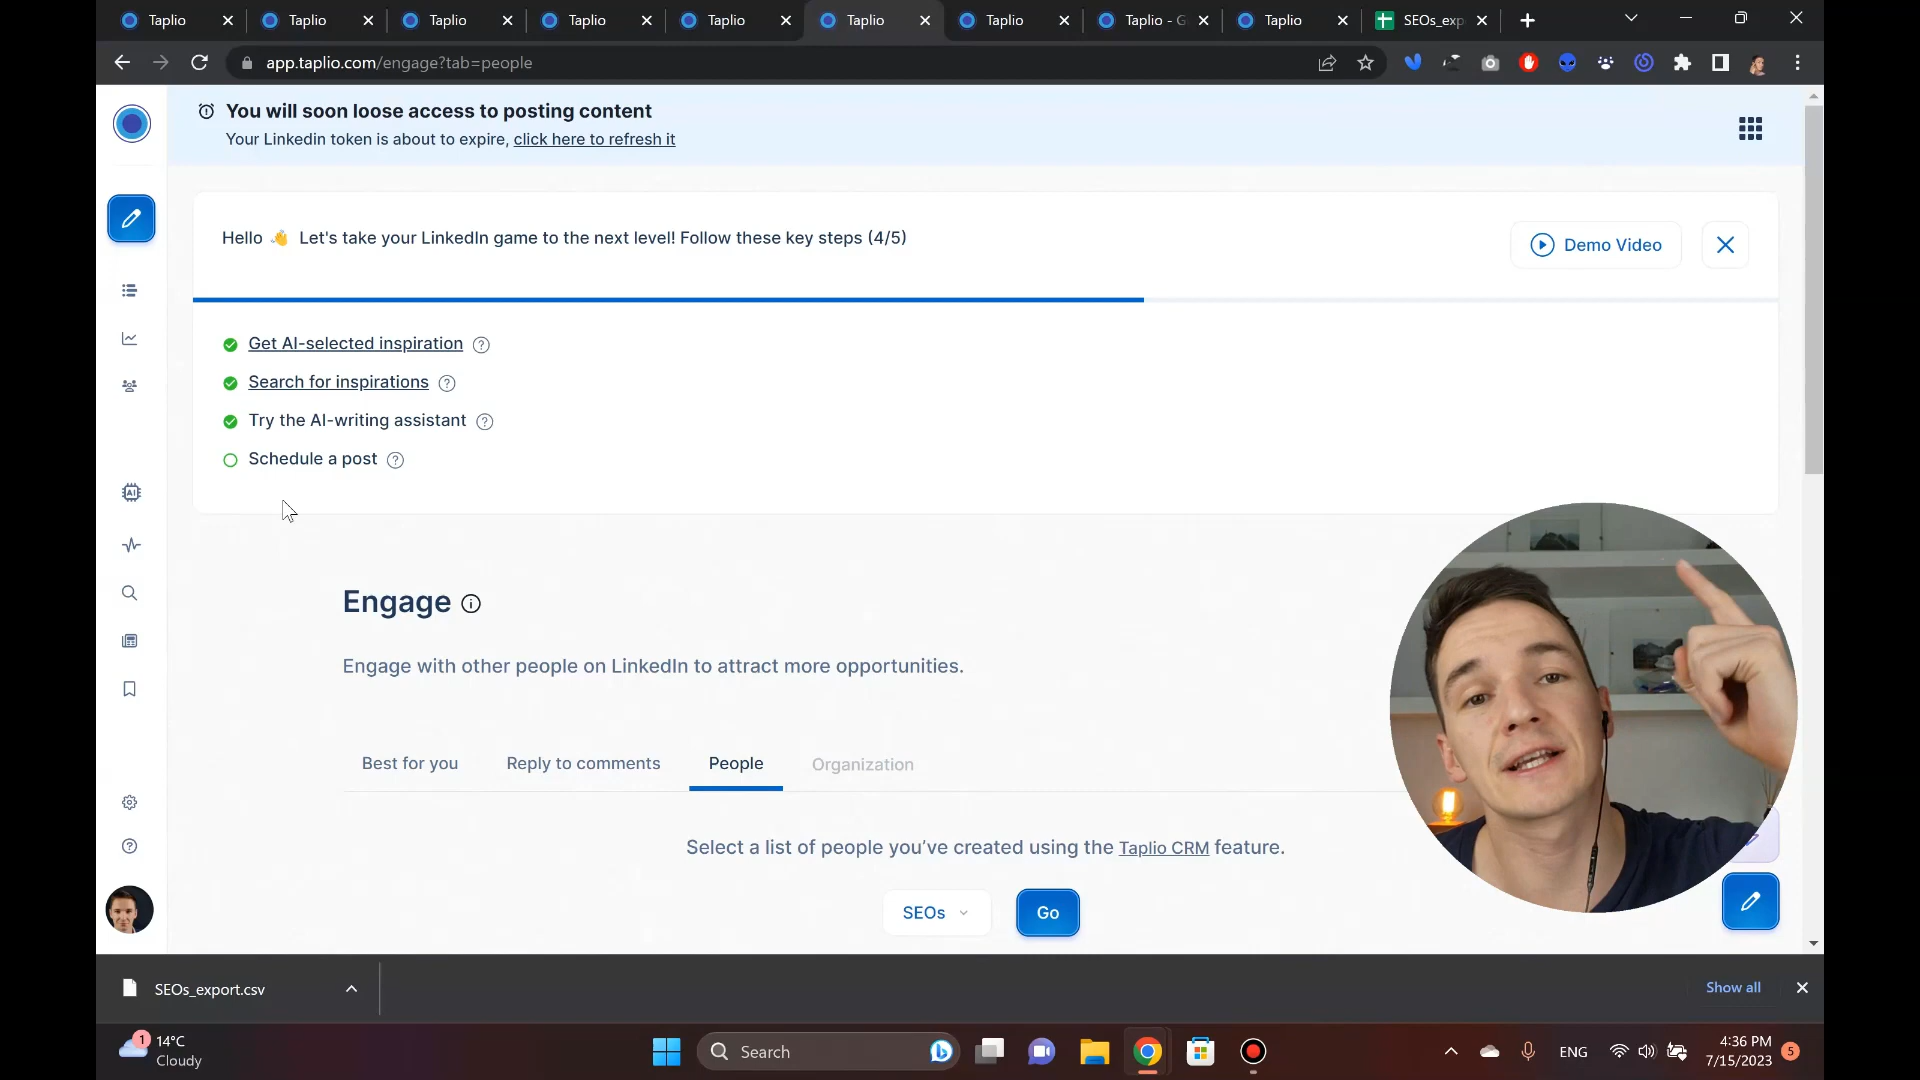 Taplio
Taplio
Taplio
Taplio
Taplio
Taplio
Taplio
Taplio - G
Taplio
SEOs_exp
app.taplio.com/engage?tab=people
You will soon loose access to posting content
Your Linkedin token is about to expire, click here to refresh it
Hello 👋 Let's take your LinkedIn game to the next level! Follow these key steps (4/5)
Demo Video
Get AI-selected inspiration
Search for inspirations
Try the AI-writing assistant
Schedule a post
AI
Engage
Engage with other people on LinkedIn to attract more opportunities.
Best for you
Reply to comments
People
Organization
Select a list of people you've created using the Taplio CRM feature.
SEOs
Go
SEOs_export.csv
Show all
1
14°C
Cloudy
Search
ENG
4:36 PM
7/15/2023
5